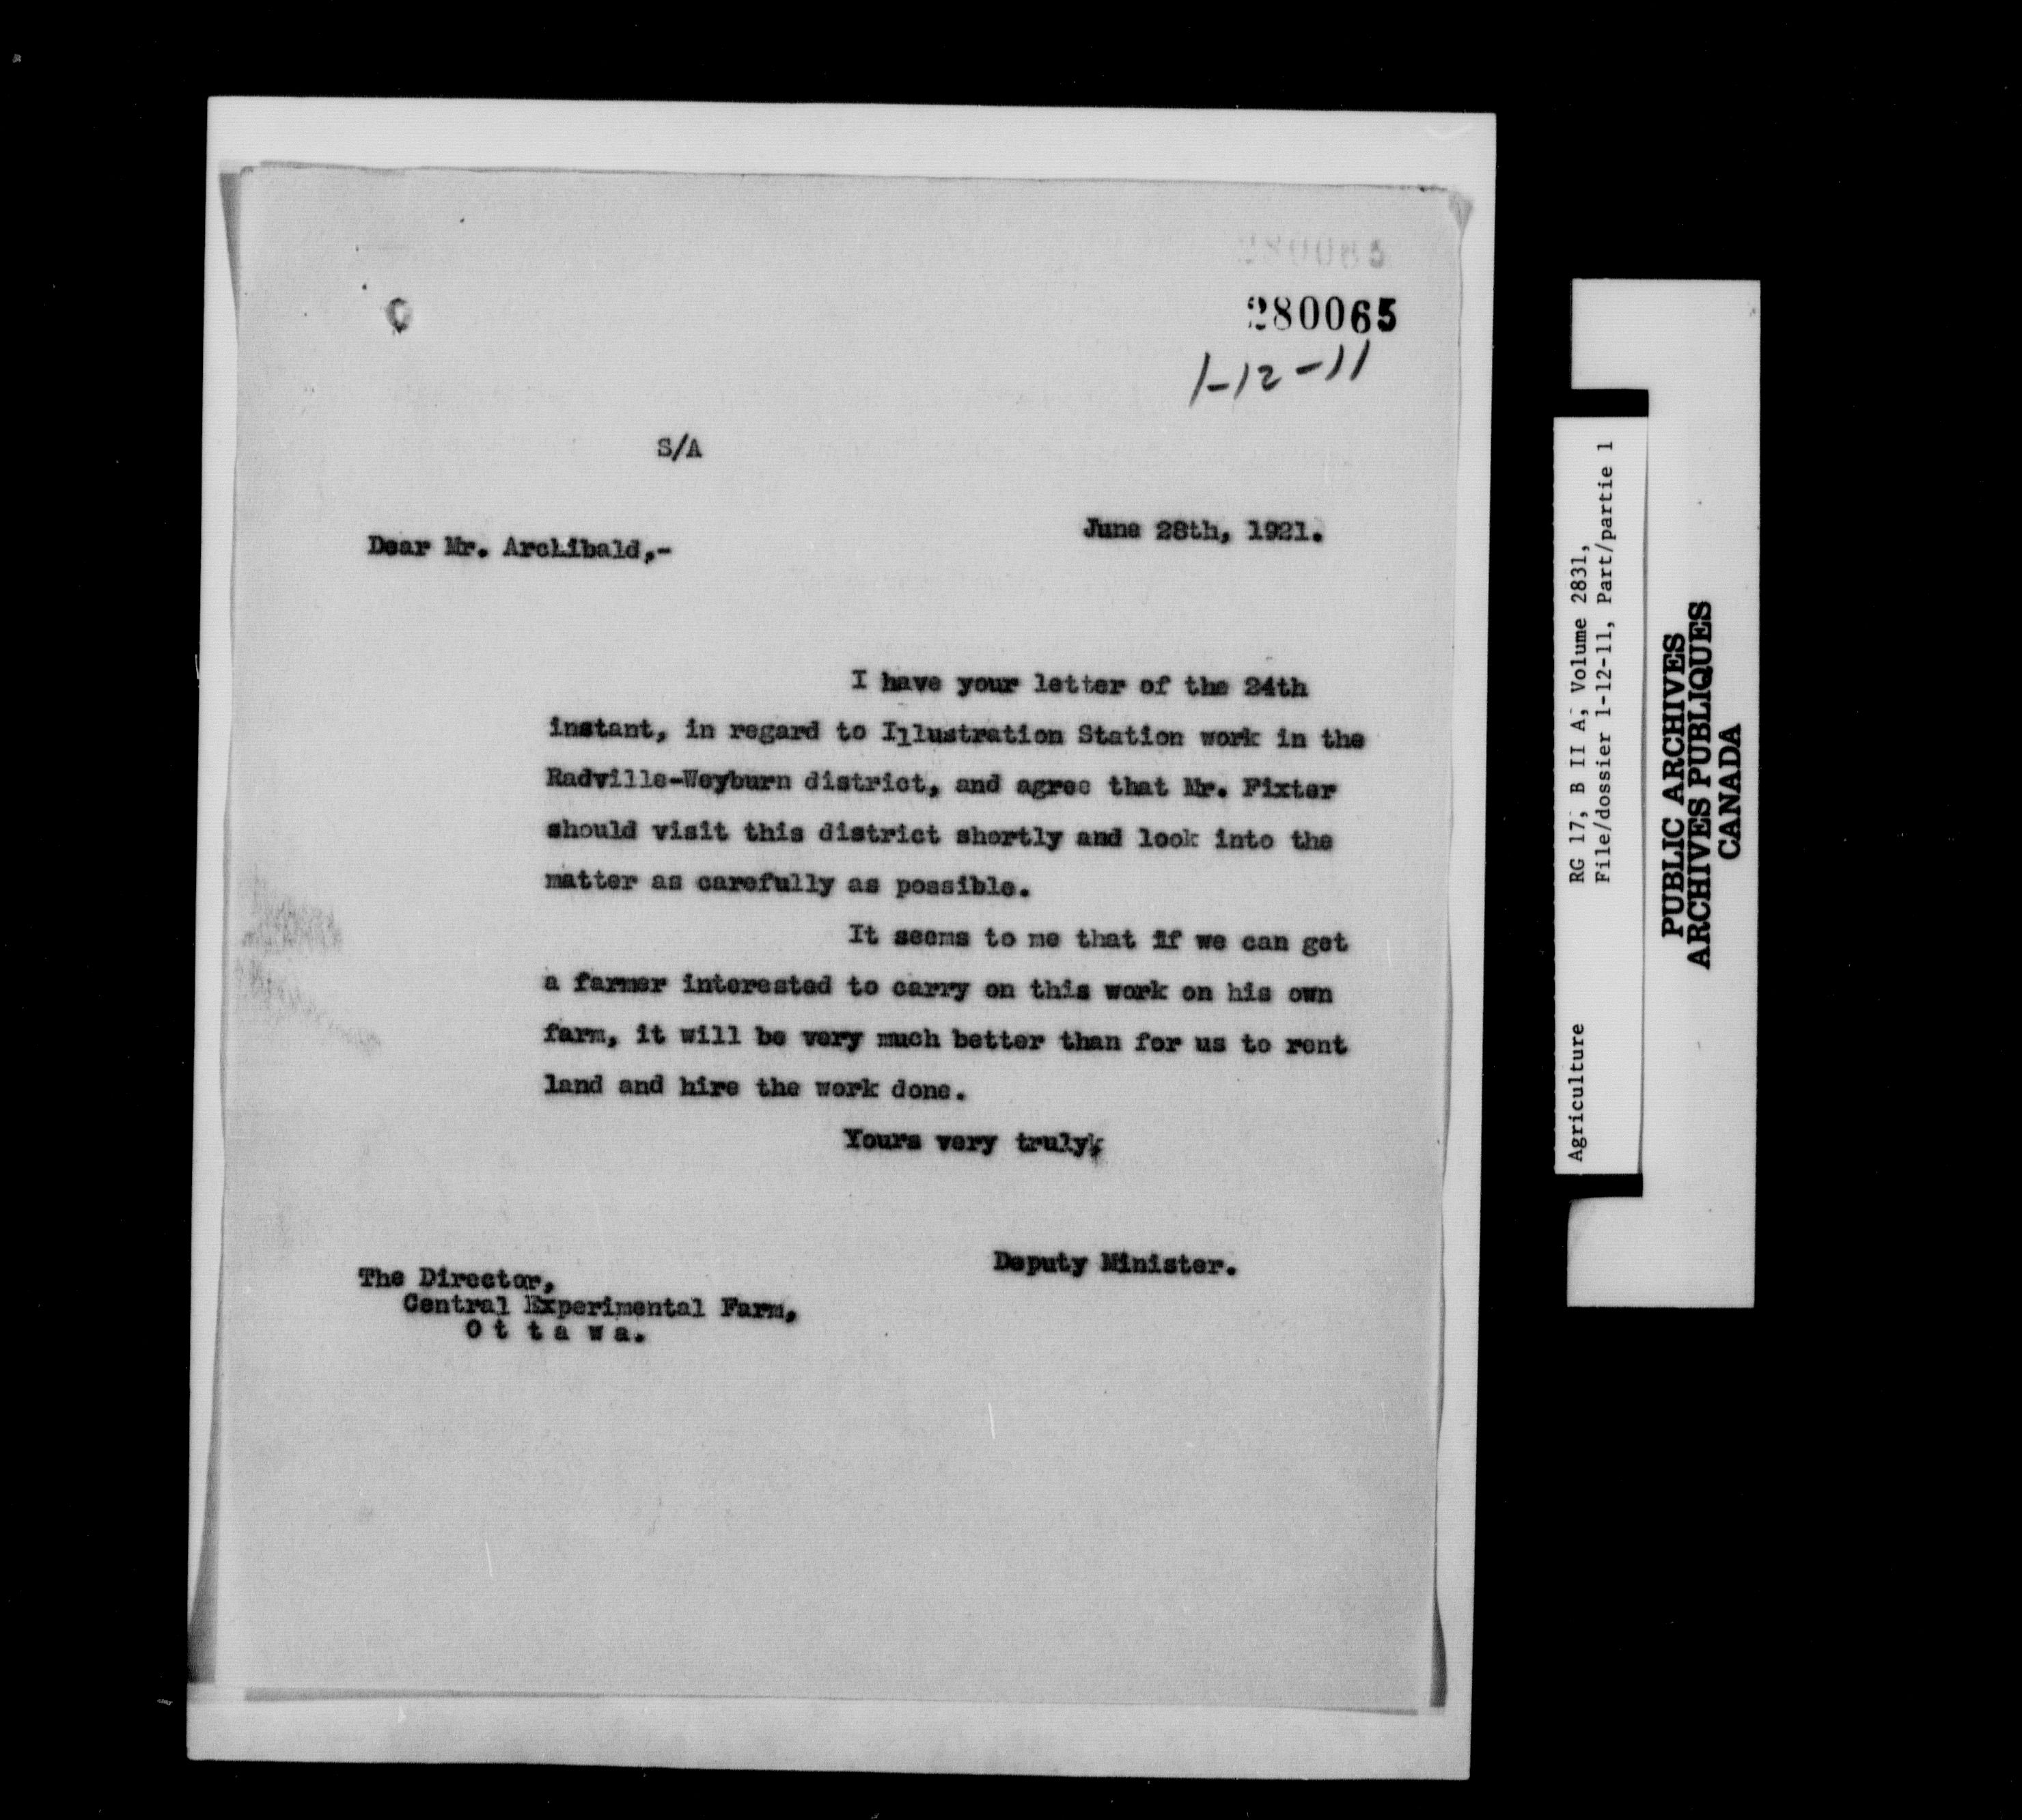 280065
280065
1-12-11
S/A
June 28th, 1921.
Dear Mr. Archibald,-
I have your letter of the 24th
instant, in regard to Illustration Station work in the
Radville-Weyburn district, and agree that Mr. Fixter
should visit this district shortly and look into the
matter as carefully as possible.
It seems to me that if we can get
a farmer interested to carry on this work on his own
farm, it will be very much better than for us to rent
land and hire the work done.
Yours very truly,
Deputy Minister.
The Director,
Central Experimental Farm,
O t t a w a.
Agriculture RG 17, B II A, Volume 2831,
File/dossier 1-12-11, Part/partie 1
PUBLIC ARCHIVES
ARCHIVES PUBLIQUES
CANADA